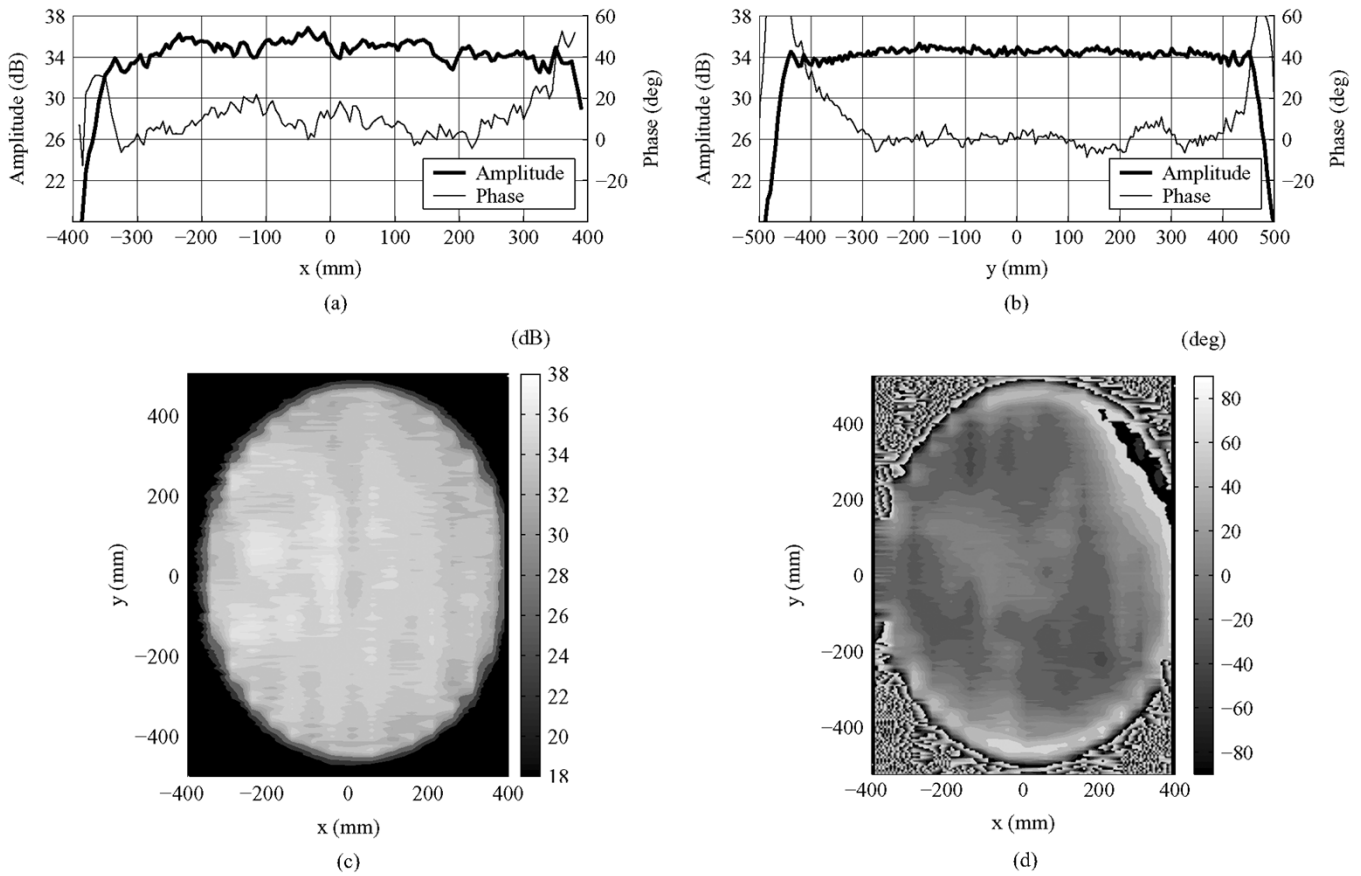 38 60 38 60
34 40 34 40
30 20 30 20
26 0 26 0
22 −20 22 −20
Amplitude (dB)
Phase (deg)
Amplitude (dB)
Phase (deg)
Amplitude
Phase
Amplitude
Phase
−400 −300 −200 −100 0 100 200 300 400
−500 −400 −300 −200 −100 0 100 200 300 400 500
x (mm)
y (mm)
(a)
(b)
(dB)
(deg)
400
200
0
−200
−400
y (mm)
38
36
34
32
30
28
26
24
22
20
18
400
200
0
−200
−400
y (mm)
80
60
40
20
0
−20
−40
−60
−80
−400 −200 0 200 400
−400 −200 0 200 400
x (mm)
x (mm)
(c)
(d)